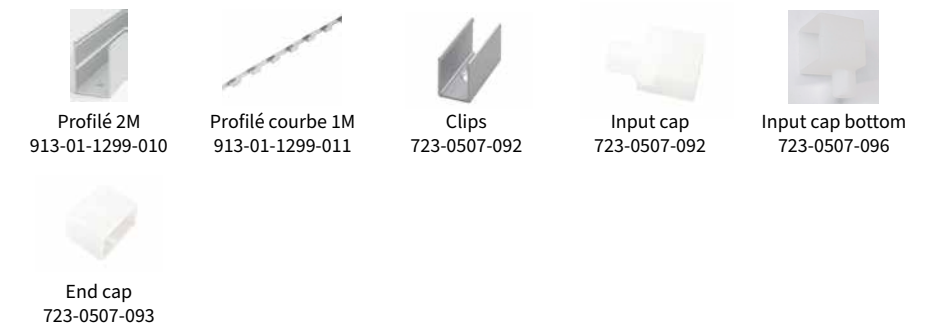 Profilé 2M
913-01-1299-010
Profilé courbe 1M
913-01-1299-011
Clips
723-0507-092
Input cap
723-0507-092
Input cap bottom
723-0507-096
End cap
723-0507-093